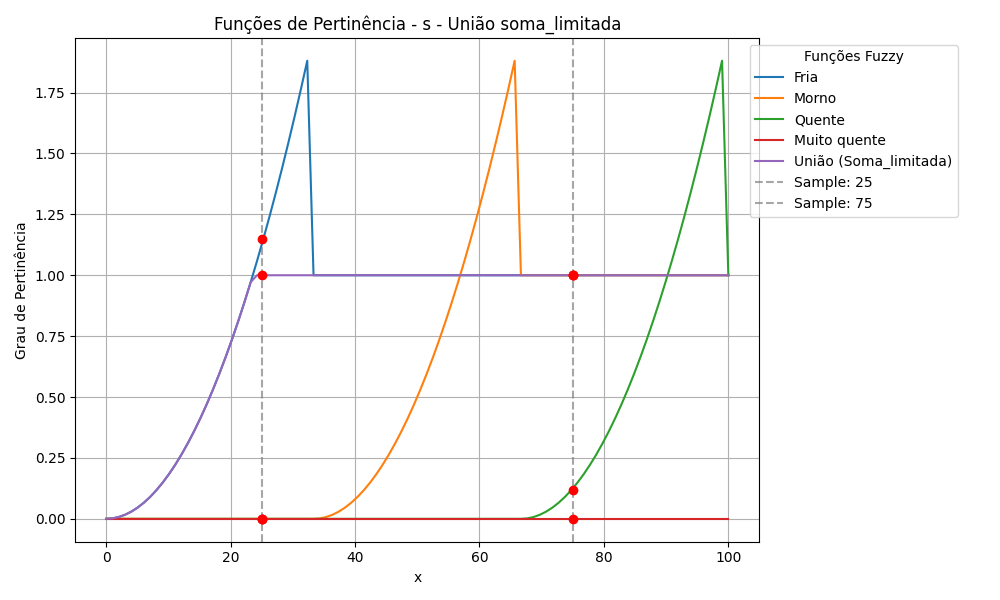 Funções de Pertinência - s - União soma_limitada
Funções Fuzzy
Fria
Morno
Quente
Muito quente
União (Soma_limitada)
Sample: 25
Sample: 75
Grau de Pertinência
1.75
1.50
1.25
1.00
0.75
0.50
0.25
0.00
0 20 40 60 80 100
x